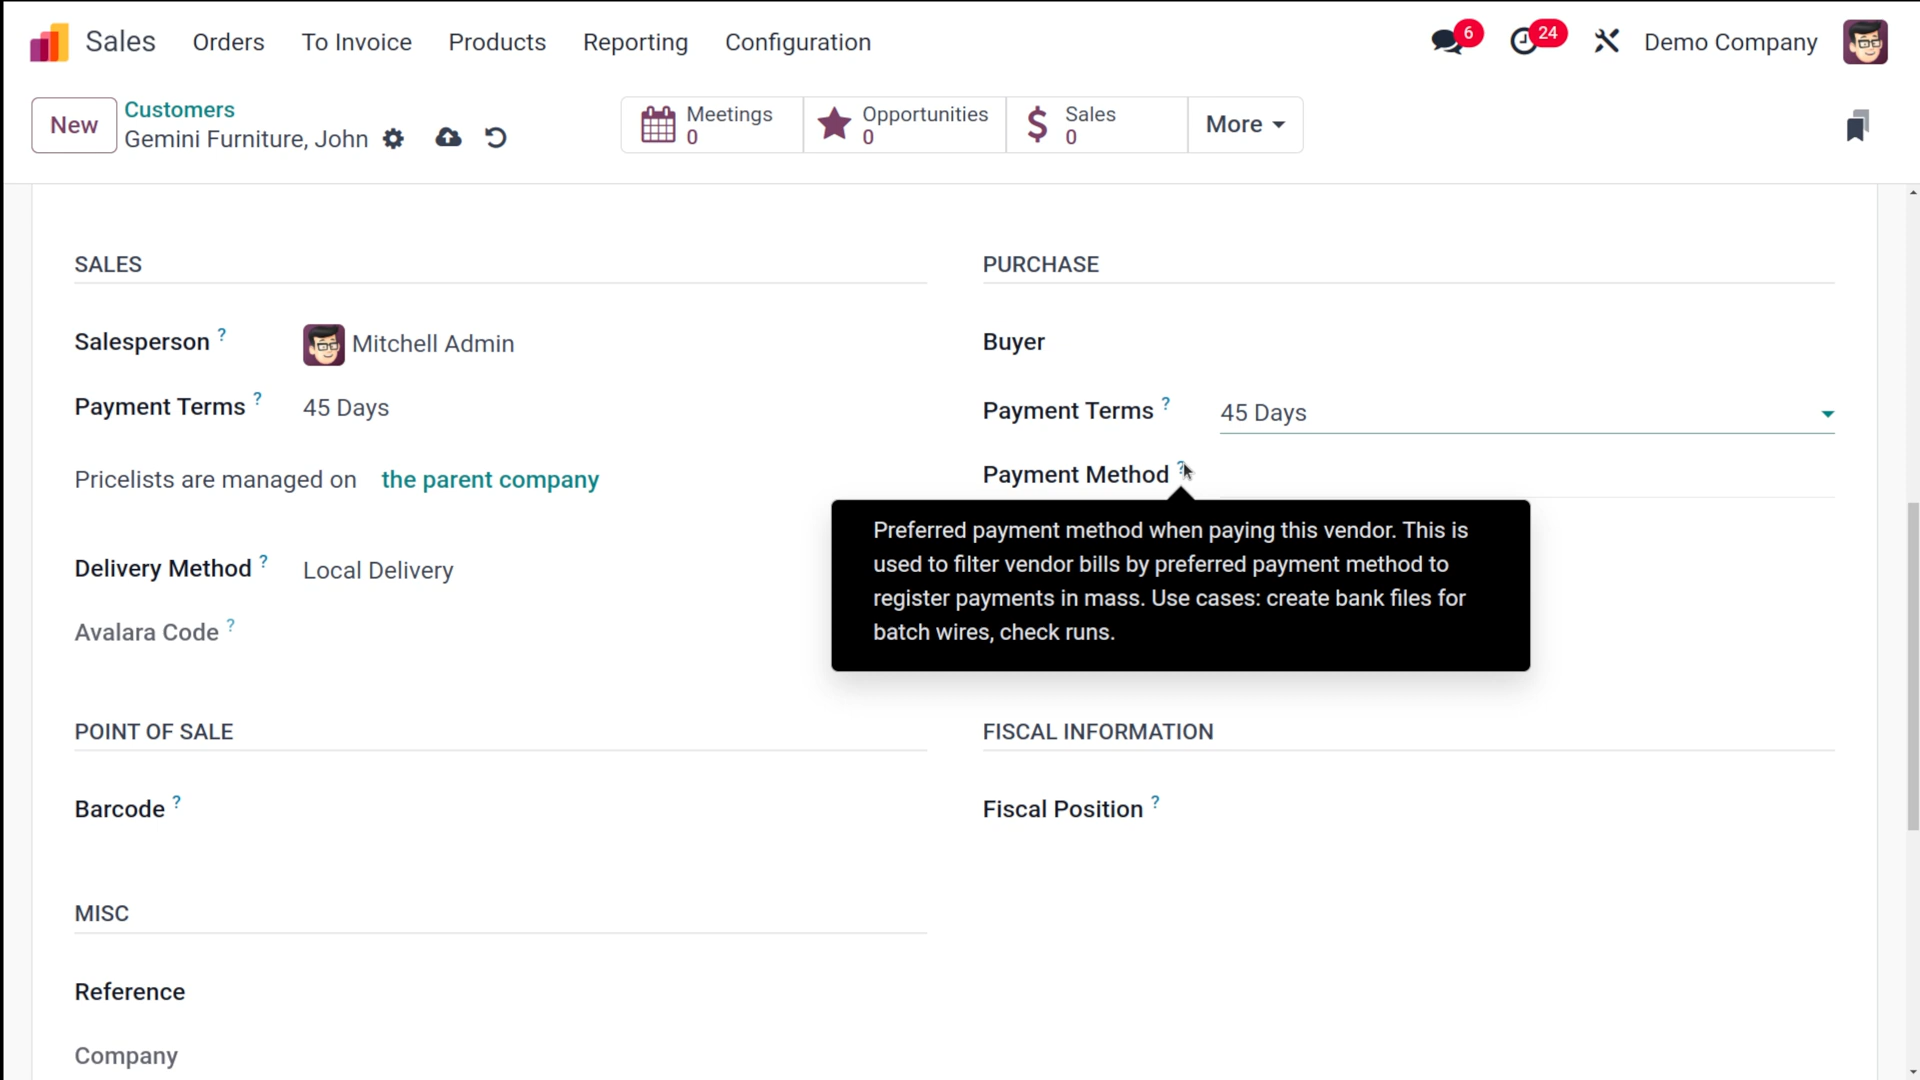 Sales Orders To Invoice Products Reporting Configuration 6 24 Demo Company
New Customers Meetings 0 Opportunities 0 Sales 0 More
Gemini Furniture, John
SALES
Salesperson ? Mitchell Admin
Payment Terms ? 45 Days
Pricelists are managed on the parent company
Delivery Method ? Local Delivery
Avalara Code ?
PURCHASE
Buyer
Payment Terms ? 45 Days
Payment Method ?
Preferred payment method when paying this vendor. This is
used to filter vendor bills by preferred payment method to
register payments in mass. Use cases: create bank files for
batch wires, check runs.
POINT OF SALE
Barcode ?
FISCAL INFORMATION
Fiscal Position ?
MISC
Reference
Company